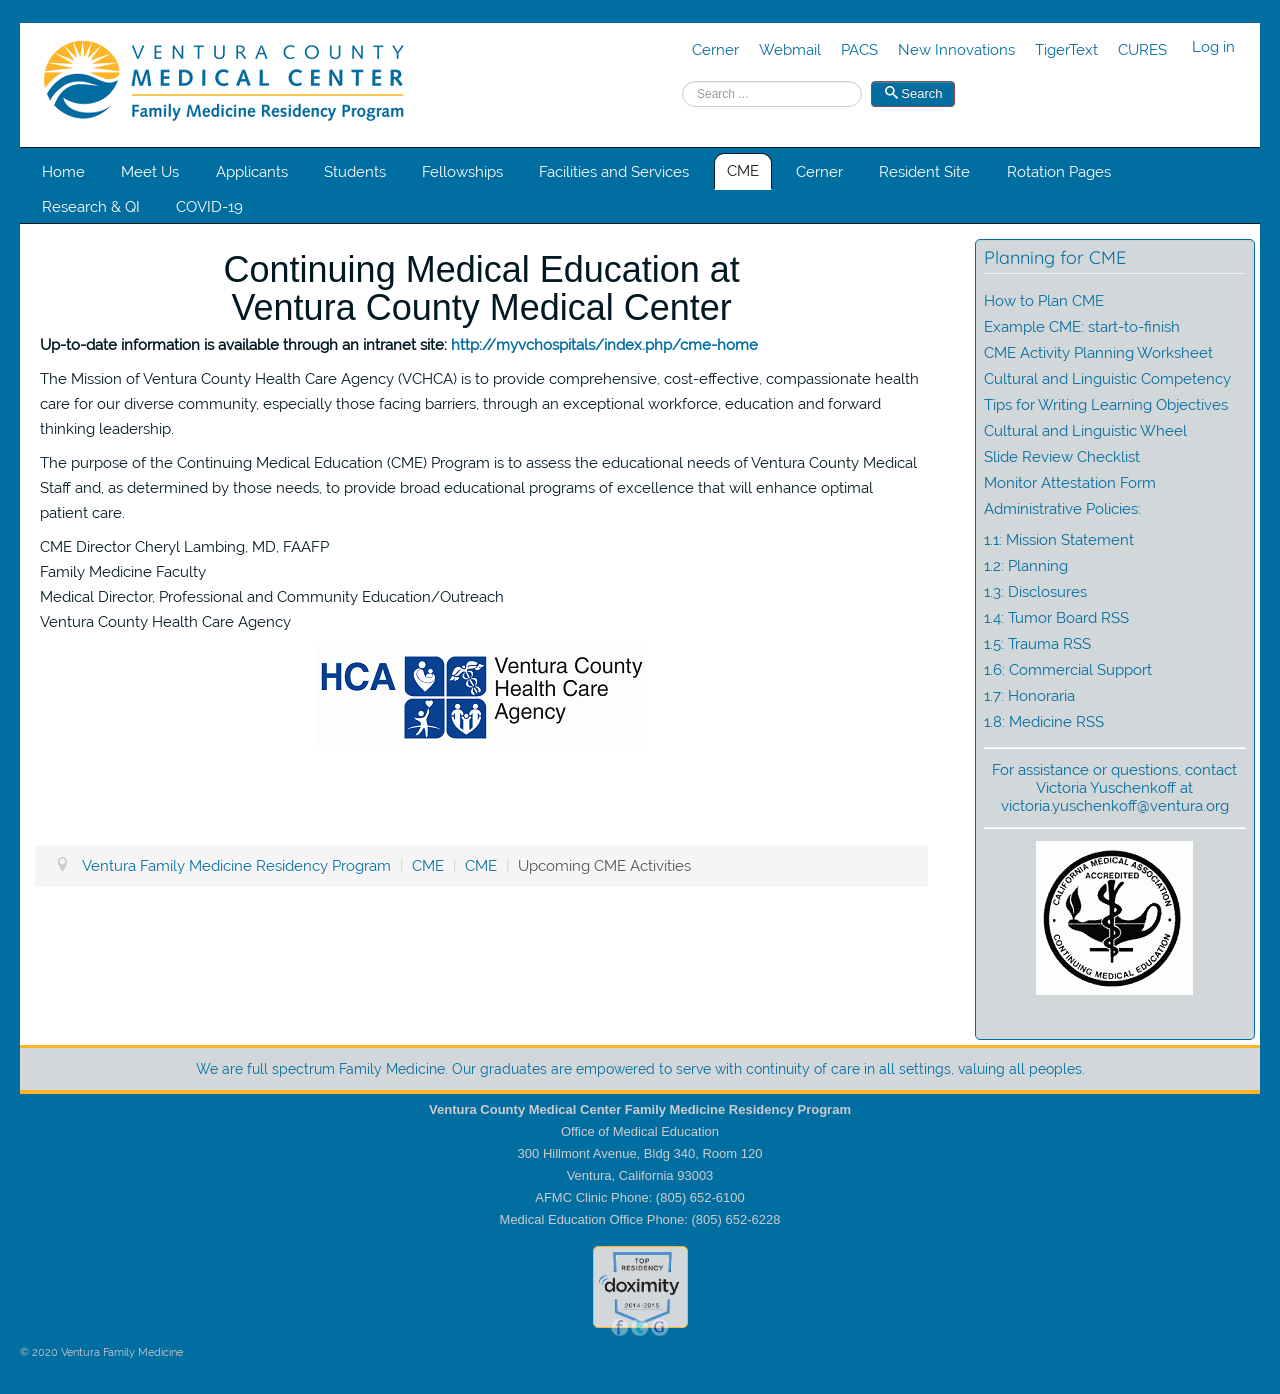 VENTURA COUNTY
MEDICAL CENTER
Family Medicine Residency Program
Cerner Webmail PACS New Innovations TigerText CURES Log in
Search ... Search
Home Meet Us Applicants Students Fellowships Facilities and Services CME Cerner Resident Site Rotation Pages
Research & QI COVID-19
Continuing Medical Education at
Ventura County Medical Center
Up-to-date information is available through an intranet site: http://myvchospitals/index.php/cme-home
The Mission of Ventura County Health Care Agency (VCHCA) is to provide comprehensive, cost-effective, compassionate health
care for our diverse community, especially those facing barriers, through an exceptional workforce, education and forward
thinking leadership.
The purpose of the Continuing Medical Education (CME) Program is to assess the educational needs of Ventura County Medical
Staff and, as determined by those needs, to provide broad educational programs of excellence that will enhance optimal
patient care.
CME Director Cheryl Lambing, MD, FAAFP
Family Medicine Faculty
Medical Director, Professional and Community Education/Outreach
Ventura County Health Care Agency
HCA
Ventura County
Health Care
Agency
Ventura Family Medicine Residency Program | CME | CME | Upcoming CME Activities
Planning for CME
How to Plan CME
Example CME: start-to-finish
CME Activity Planning Worksheet
Cultural and Linguistic Competency
Tips for Writing Learning Objectives
Cultural and Linguistic Wheel
Slide Review Checklist
Monitor Attestation Form
Administrative Policies:
1.1: Mission Statement
1.2: Planning
1.3: Disclosures
1.4: Tumor Board RSS
1.5: Trauma RSS
1.6: Commercial Support
1.7: Honoraria
1.8: Medicine RSS
For assistance or questions, contact
Victoria Yuschenkoff at
victoria.yuschenkoff@ventura.org
CALIFORNIA MEDICAL ASSOCIATION
ACCREDITED
CONTINUING MEDICAL EDUCATION
We are full spectrum Family Medicine. Our graduates are empowered to serve with continuity of care in all settings, valuing all peoples.
Ventura County Medical Center Family Medicine Residency Program
Office of Medical Education
300 Hillmont Avenue, Bldg 340, Room 120
Ventura, California 93003
AFMC Clinic Phone: (805) 652-6100
Medical Education Office Phone: (805) 652-6228
TOP
RESIDENCY
doximity
2014-2015
f t G
© 2020 Ventura Family Medicine